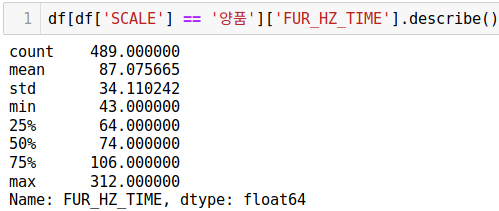 1 df[df['SCALE'] == '양품']['FUR_HZ_TIME'].describe()
count 489.000000
mean 87.075665
std 34.110242
min 43.000000
25% 64.000000
50% 74.000000
75% 106.000000
max 312.000000
Name: FUR_HZ_TIME, dtype: float64